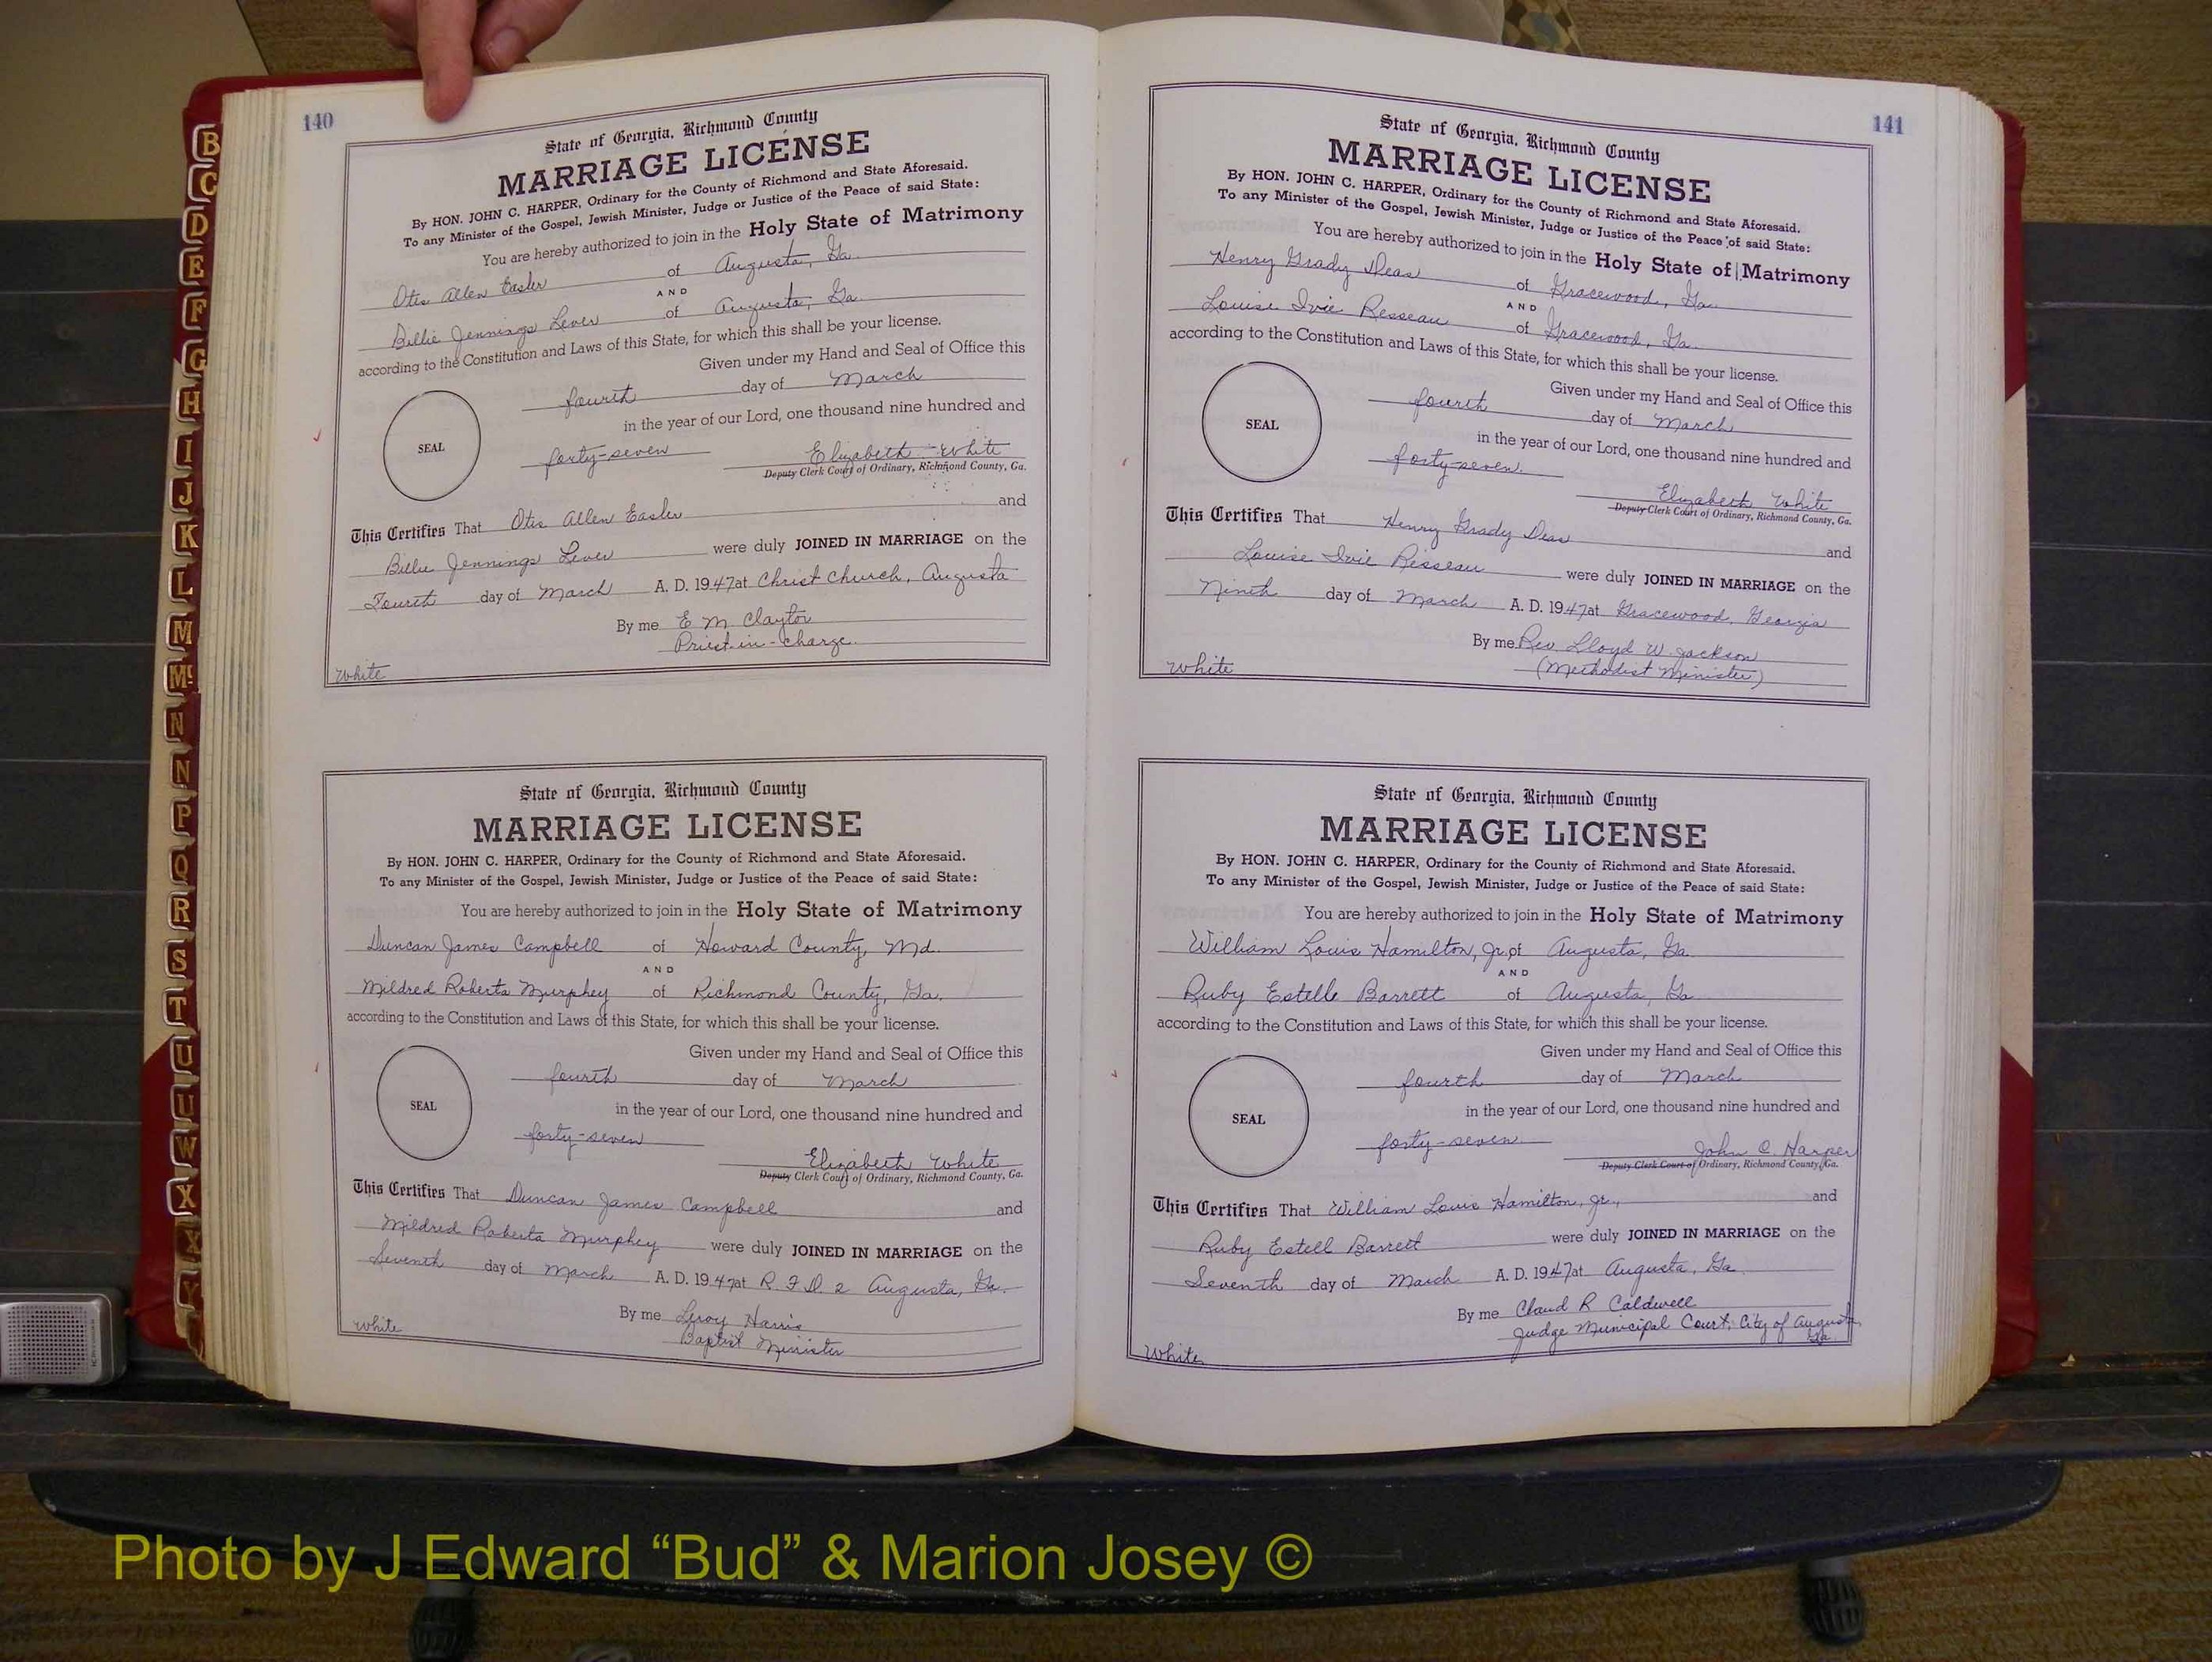 B
C
D
E
F
G
H
I
J
K
L
M
Mc
N
N
P
Q
R
S
T
U
U
W
X
X
Y
140
State of Georgia, Richmond County
MARRIAGE LICENSE
By HON. JOHN C. HARPER, Ordinary for the County of Richmond and State Aforesaid.
To any Minister of the Gospel, Jewish Minister, Judge or Justice of the Peace of said State:
You are hereby authorized to join in the Holy State of Matrimony
Otis Allen Easler of Augusta, Ga.
AND
Billie Jennings Lever of Augusta, Ga.
according to the Constitution and Laws of this State, for which this shall be your license.
Given under my Hand and Seal of Office this
fourth day of March
in the year of our Lord, one thousand nine hundred and
SEAL
forty-seven Elizabeth White
Deputy Clerk Court of Ordinary, Richmond County, Ga.
This Certifies That Otis Allen Easler and
Billie Jennings Lever were duly JOINED IN MARRIAGE on the
Fourth day of March A. D. 1947 at Christ Church, Augusta
By me E M Clayton
Priest-in-charge.
White
State of Georgia, Richmond County
MARRIAGE LICENSE
By HON. JOHN C. HARPER, Ordinary for the County of Richmond and State Aforesaid.
To any Minister of the Gospel, Jewish Minister, Judge or Justice of the Peace of said State:
You are hereby authorized to join in the Holy State of Matrimony
Duncan James Campbell of Howard County, Md.
AND
Mildred Roberta Murphey of Richmond County, Ga.
according to the Constitution and Laws of this State, for which this shall be your license.
Given under my Hand and Seal of Office this
fourth day of March
SEAL
in the year of our Lord, one thousand nine hundred and
forty-seven
Elizabeth White
Deputy Clerk Court of Ordinary, Richmond County, Ga.
This Certifies That Duncan James Campbell and
Mildred Roberta Murphey were duly JOINED IN MARRIAGE on the
Seventh day of March A. D. 1947 at R. F. D. 2 Augusta, Ga.
By me Leroy Harris
Baptist Minister
White
141
State of Georgia, Richmond County
MARRIAGE LICENSE
By HON. JOHN C. HARPER, Ordinary for the County of Richmond and State Aforesaid.
To any Minister of the Gospel, Jewish Minister, Judge or Justice of the Peace of said State:
You are hereby authorized to join in the Holy State of Matrimony
Henry Grady Deas of Gracewood, Ga.
AND
Louise Ivie Resseau of Gracewood, Ga.
according to the Constitution and Laws of this State, for which this shall be your license.
Given under my Hand and Seal of Office this
fourth day of March
SEAL
in the year of our Lord, one thousand nine hundred and
forty-seven.
Elizabeth White
Deputy Clerk Court of Ordinary, Richmond County, Ga.
This Certifies That Henry Grady Deas and
Louise Ivie Risseau were duly JOINED IN MARRIAGE on the
Ninth day of March A. D. 1947 at Gracewood, Georgia
By me Rev Lloyd W. Jackson
(Methodist Minister)
White
State of Georgia, Richmond County
MARRIAGE LICENSE
By HON. JOHN C. HARPER, Ordinary for the County of Richmond and State Aforesaid.
To any Minister of the Gospel, Jewish Minister, Judge or Justice of the Peace of said State:
You are hereby authorized to join in the Holy State of Matrimony
William Louis Hamilton, Jr. of Augusta, Ga.
AND
Ruby Estelle Barrett of Augusta, Ga
according to the Constitution and Laws of this State, for which this shall be your license.
Given under my Hand and Seal of Office this
fourth day of March
SEAL
in the year of our Lord, one thousand nine hundred and
forty-seven.
John C. Harper
Deputy Clerk Court of Ordinary, Richmond County, Ga.
This Certifies That William Louis Hamilton, Jr., and
Ruby Estell Barrett were duly JOINED IN MARRIAGE on the
Seventh day of March A. D. 1947 at Augusta, Ga
By me Claud R Caldwell
Judge Municipal Court, City of Augusta,
Ga
White
Photo by J Edward “Bud” & Marion Josey ©